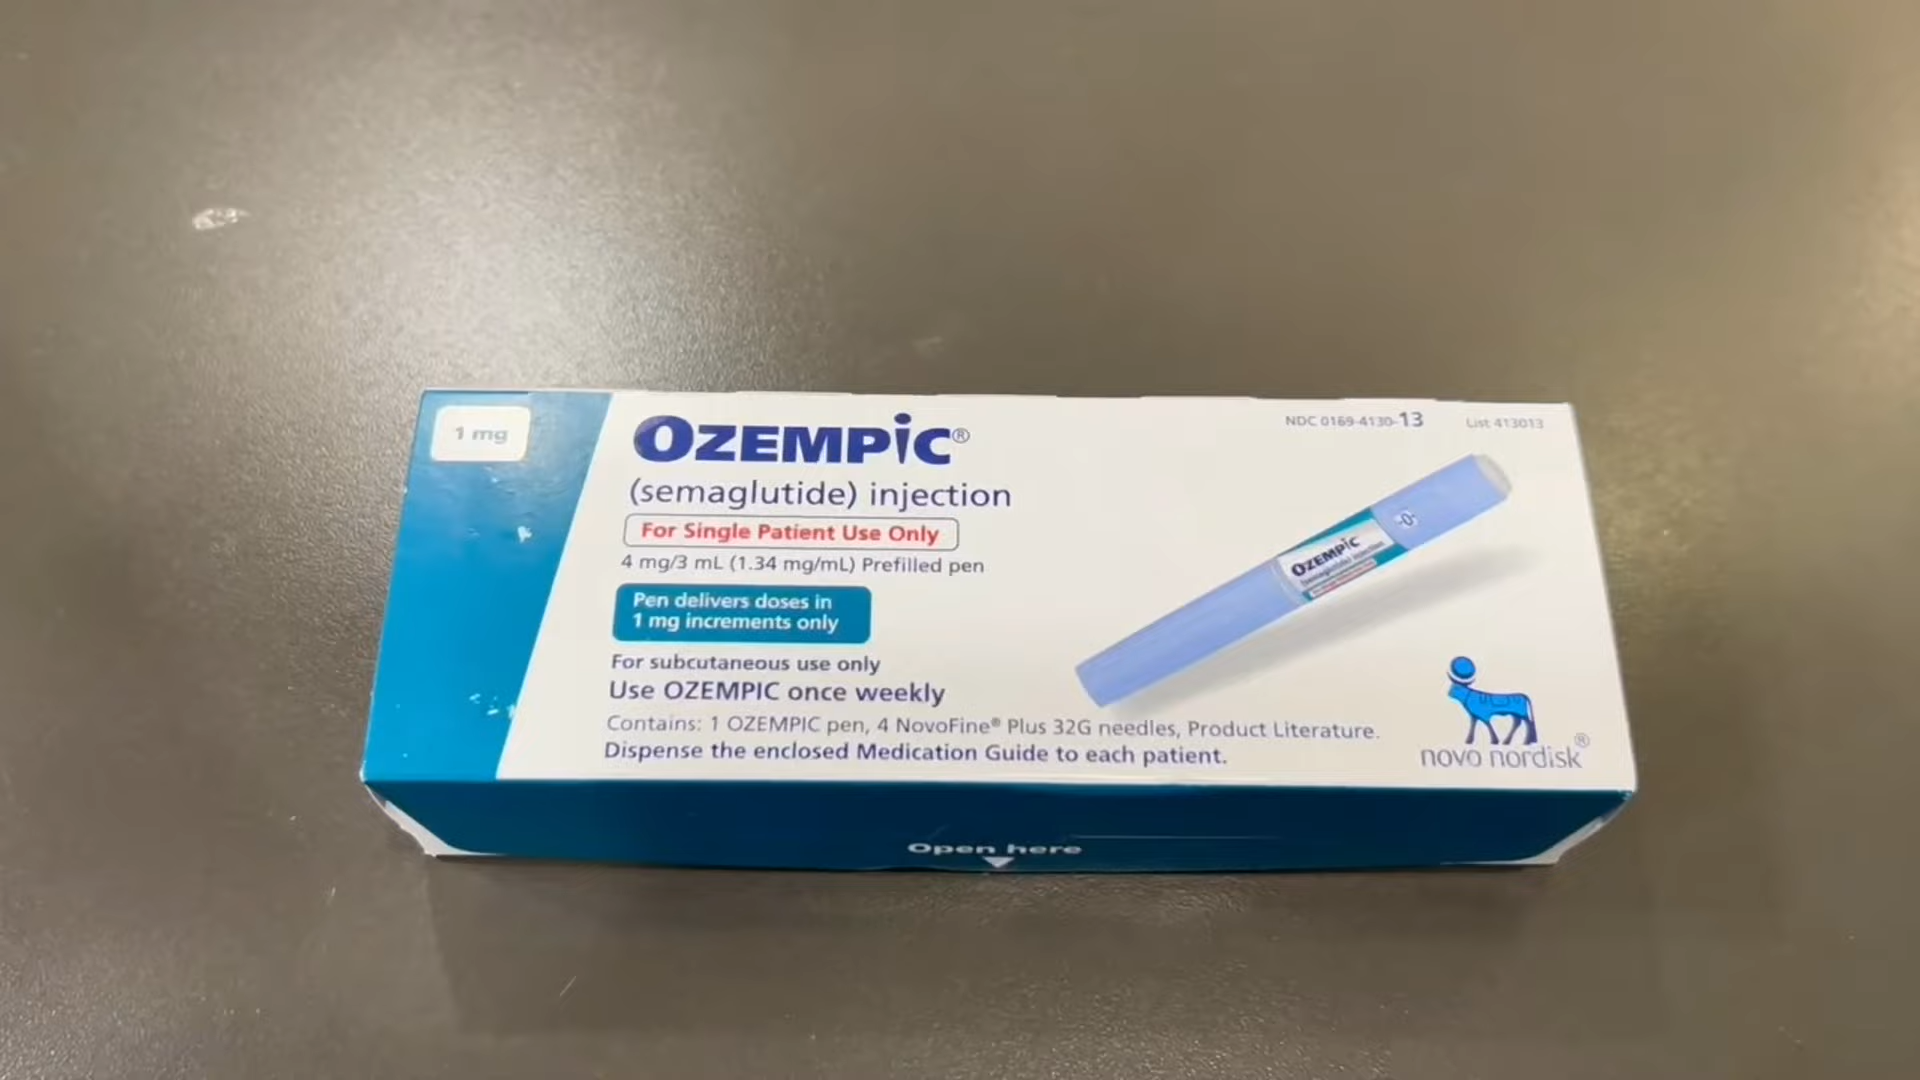 1 mg
OZEMPIC®
NDC 0169-4130-13
List 413013
(semaglutide) injection
For Single Patient Use Only
4 mg/3 mL (1.34 mg/mL) Prefilled pen
Pen delivers doses in
1 mg increments only
For subcutaneous use only
Use OZEMPIC once weekly
Contains: 1 OZEMPIC pen, 4 NovoFine® Plus 32G needles, Product Literature.
Dispense the enclosed Medication Guide to each patient.
OZEMPIC
(semaglutide) injection
0
novo nordisk®
Open here